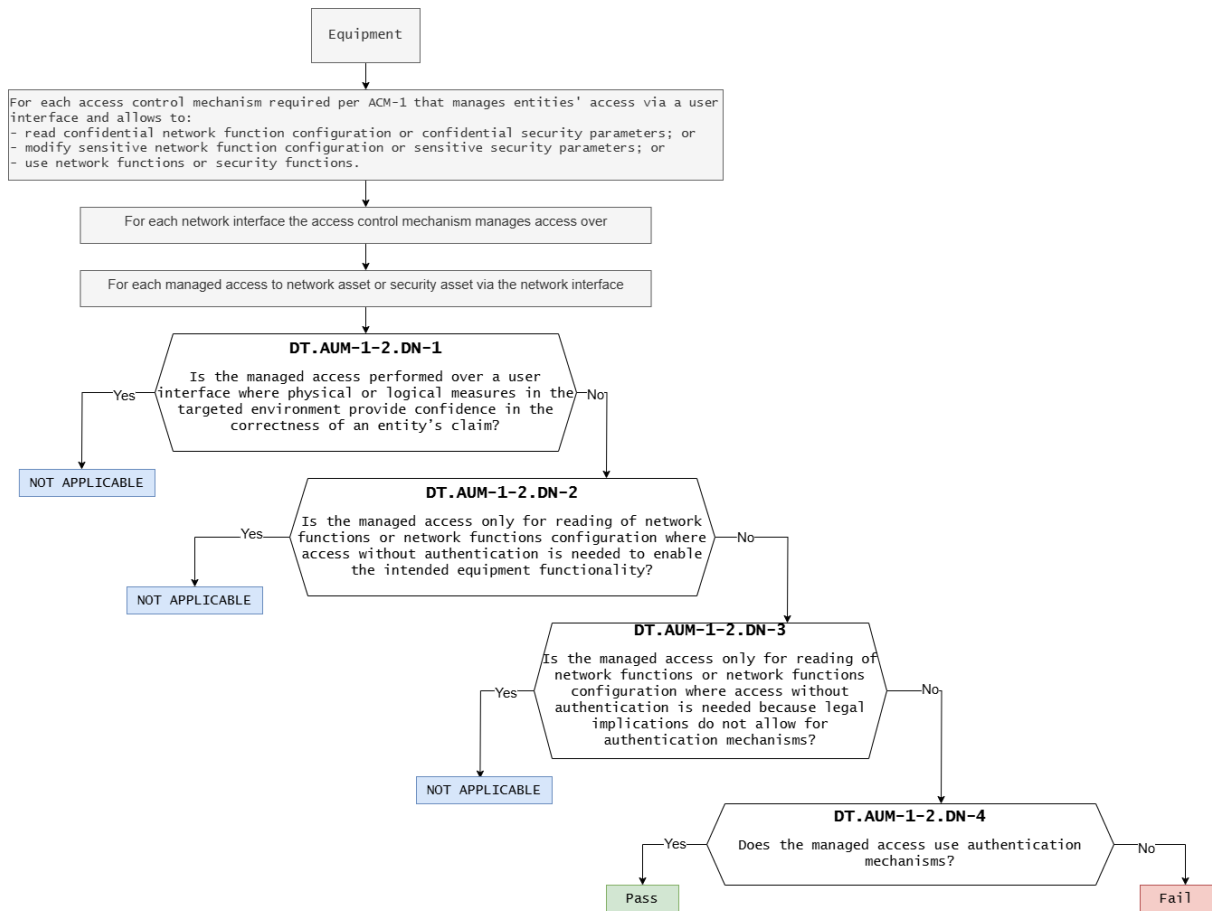 Equipment
For each access control mechanism required per ACM-1 that manages entities' access via a user
interface and allows to:
- read confidential network function configuration or confidential security parameters; or
- modify sensitive network function configuration or sensitive security parameters; or
- use network functions or security functions.
For each network interface the access control mechanism manages access over
For each managed access to network asset or security asset via the network interface
DT.AUM-1-2.DN-1
Is the managed access performed over a user
interface where physical or logical measures in the
targeted environment provide confidence in the
correctness of an entity’s claim?
Yes
No
NOT APPLICABLE
DT.AUM-1-2.DN-2
Is the managed access only for reading of network
functions or network functions configuration where
access without authentication is needed to enable
the intended equipment functionality?
Yes
No
NOT APPLICABLE
DT.AUM-1-2.DN-3
Is the managed access only for reading of
network functions or network functions
configuration where access without
authentication is needed because legal
implications do not allow for
authentication mechanisms?
Yes
No
NOT APPLICABLE
DT.AUM-1-2.DN-4
Does the managed access use authentication
mechanisms?
Yes
No
Pass
Fail